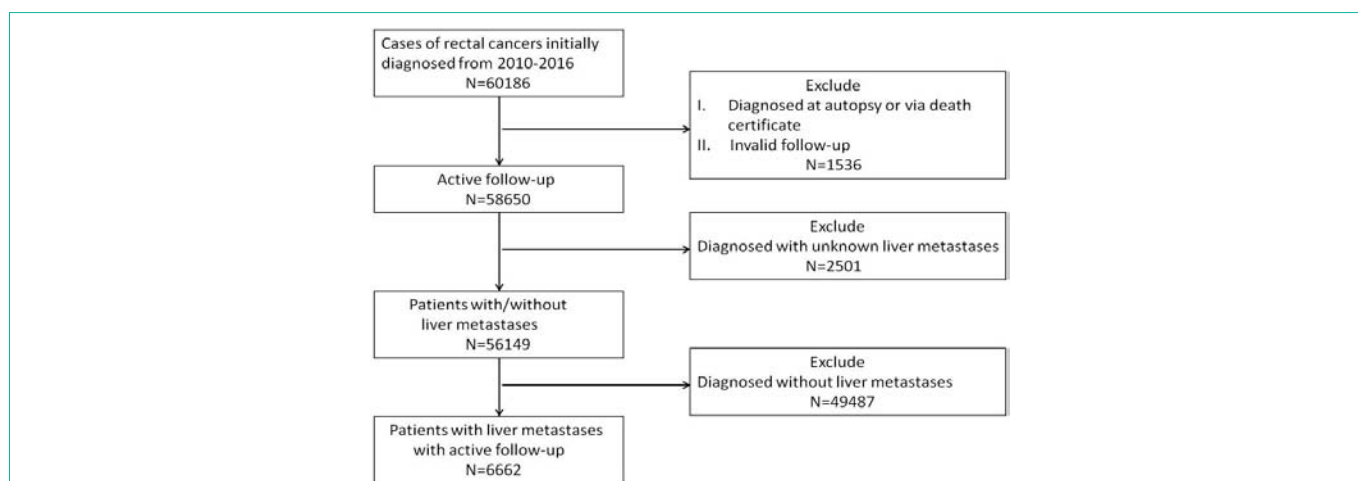 Cases of rectal cancers initially
diagnosed from 2010-2016
N=60186
Exclude
I. Diagnosed at autopsy or via death
certificate
II. Invalid follow-up
N=1536
Active follow-up
N=58650
Exclude
Diagnosed with unknown liver metastases
N=2501
Patients with/without
liver metastases
N=56149
Exclude
Diagnosed without liver metastases
N=49487
Patients with liver metastases
with active follow-up
N=6662